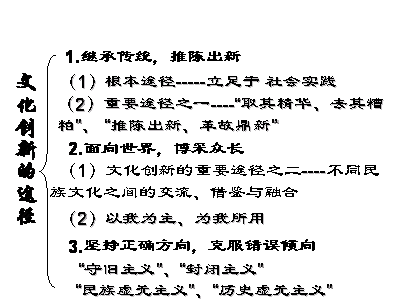 文化创新的途径
1.继承传统，推陈出新
（1）根本途径-----立足于 社会实践
（2）重要途径之一----“取其精华、去其糟
粕”、“推陈出新、革故鼎新”
2.面向世界，博采众长
（1）文化创新的重要途径之二----不同民
族文化之间的交流、借鉴与融合
（2）以我为主、为我所用
3.坚持正确方向，克服错误倾向
“守旧主义”、“封闭主义”
“民族虚无主义”、“历史虚无主义”